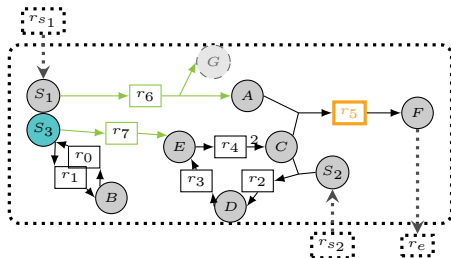 r_{s_1}
G
S_1 r_6 A r_5 F
S_3 r_7 E r_4 2 C
r_0 r_1 r_3 r_2 S_2
B D
r_{s_2} r_e